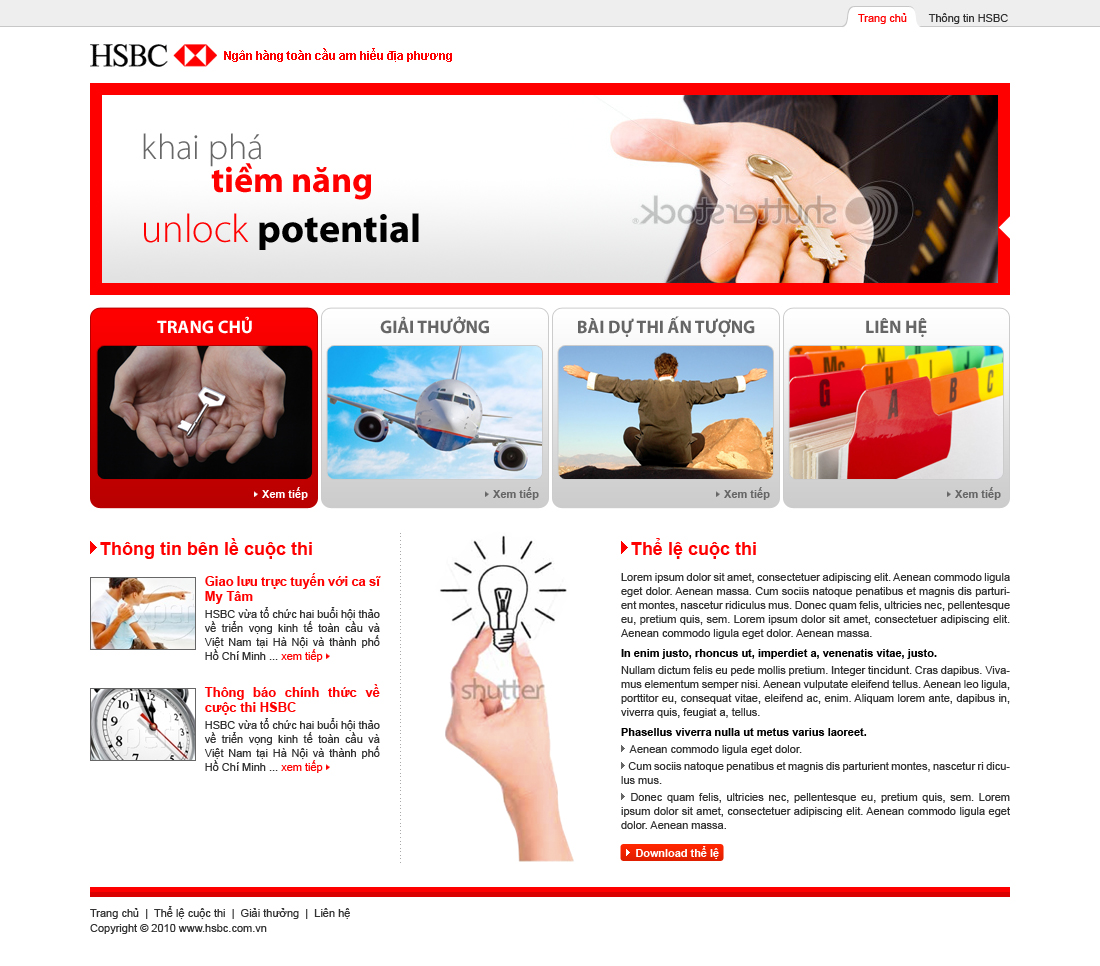 Trang chủ
Thông tin HSBC
HSBC
Ngân hàng toàn cầu am hiểu địa phương
khai phá
tiềm năng
unlock potential
shutterstock
TRANG CHỦ
GIẢI THƯỞNG
BÀI DỰ THI ẤN TƯỢNG
LIÊN HỆ
M N
G H I J
A B C
Xem tiếp
Xem tiếp
Xem tiếp
Xem tiếp
Thông tin bên lề cuộc thi
Giao lưu trực tuyến với ca sĩ
My Tâm
HSBC vừa tổ chức hai buổi hội thảo
về triển vọng kinh tế toàn cầu và
Việt Nam tại Hà Nội và thành phố
Hồ Chí Minh ... xem tiếp
Thông báo chính thức về
cược thi HSBC
HSBC vừa tổ chức hai buổi hội thảo
về triển vọng kinh tế toàn cầu và
Việt Nam tại Hà Nội và thành phố
Hồ Chí Minh ... xem tiếp
shutter
Thể lệ cuộc thi
Lorem ipsum dolor sit amet, consectetuer adipiscing elit. Aenean commodo ligula
eget dolor. Aenean massa. Cum sociis natoque penatibus et magnis dis parturi-
ent montes, nascetur ridiculus mus. Donec quam felis, ultricies nec, pellentesque
eu, pretium quis, sem. Lorem ipsum dolor sit amet, consectetuer adipiscing elit.
Aenean commodo ligula eget dolor. Aenean massa.
In enim justo, rhoncus ut, imperdiet a, venenatis vitae, justo.
Nullam dictum felis eu pede mollis pretium. Integer tincidunt. Cras dapibus. Viva-
mus elementum semper nisi. Aenean vulputate eleifend tellus. Aenean leo ligula,
porttitor eu, consequat vitae, eleifend ac, enim. Aliquam lorem ante, dapibus in,
viverra quis, feugiat a, tellus.
Phasellus viverra nulla ut metus varius laoreet.
Aenean commodo ligula eget dolor.
Cum sociis natoque penatibus et magnis dis parturient montes, nascetur ri dicu-
lus mus.
Donec quam felis, ultricies nec, pellentesque eu, pretium quis, sem. Lorem
ipsum dolor sit amet, consectetuer adipiscing elit. Aenean commodo ligula eget
dolor. Aenean massa.
Download thể lệ
Trang chủ | Thể lệ cuộc thi | Giải thưởng | Liên hệ
Copyright © 2010 www.hsbc.com.vn